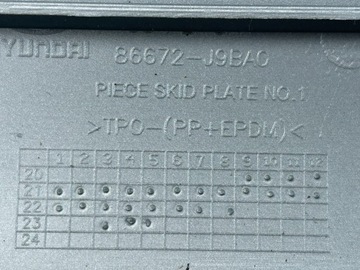 HYUNDAI 86672-J9BA0
PIECE SKID PLATE NO.1
>TPO-(PP+EPDM)<
1 2 3 4 5 6 7 8 9 10 11 12
20
21
22
23
24